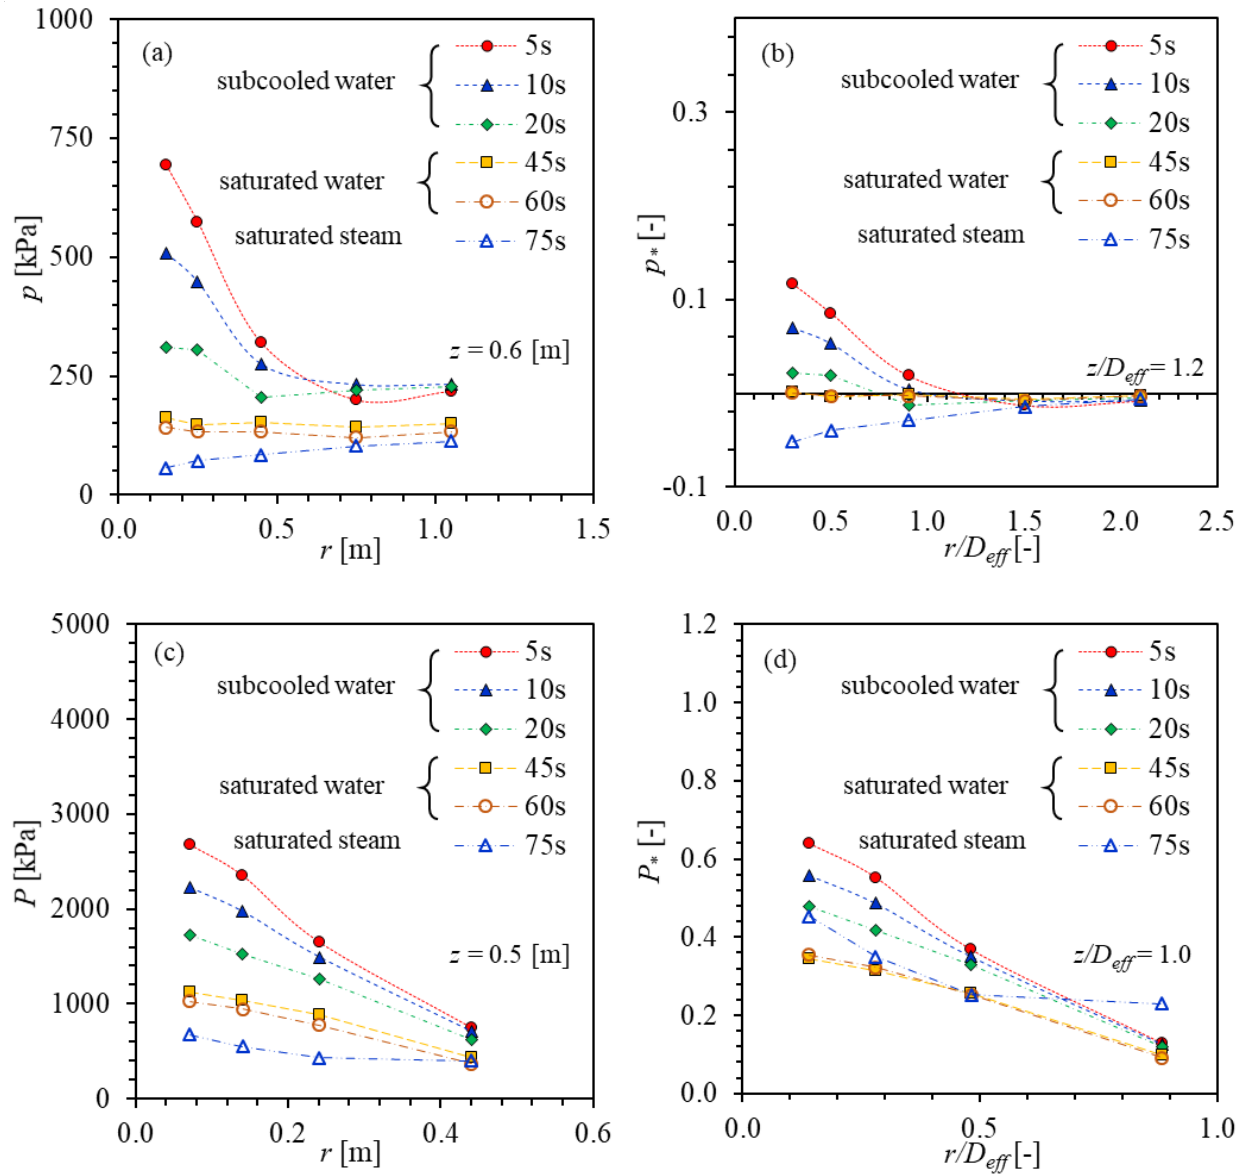 (a)
1000
750
500
250
0
p [kPa]
0.0 0.5 1.0 1.5
r [m]
subcooled water
saturated water
saturated steam
5s
10s
20s
45s
60s
75s
z = 0.6 [m]
(b)
0.3
0.1
-0.1
p* [-]
0.0 0.5 1.0 1.5 2.0 2.5
r/Deff [-]
subcooled water
saturated water
saturated steam
5s
10s
20s
45s
60s
75s
z/Deff = 1.2
(c)
5000
4000
3000
2000
1000
0
P [kPa]
0.0 0.2 0.4 0.6
r [m]
subcooled water
saturated water
saturated steam
5s
10s
20s
45s
60s
75s
z = 0.5 [m]
(d)
1.2
1.0
0.8
0.6
0.4
0.2
0.0
P* [-]
0.0 0.5 1.0
r/Deff [-]
subcooled water
saturated water
saturated steam
5s
10s
20s
45s
60s
75s
z/Deff = 1.0